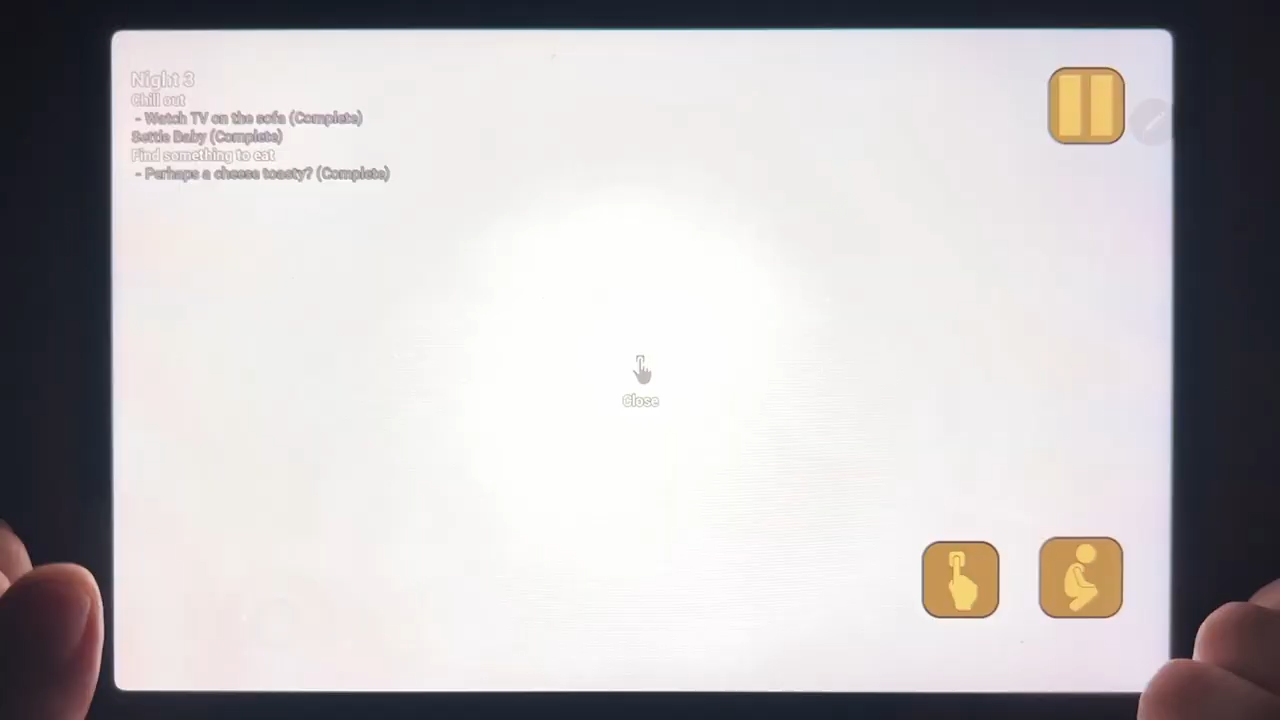 Night 3
Chill out
- Watch TV on the sofa (Complete)
Settle Baby (Complete)
Find something to eat
- Perhaps a cheese toasty? (Complete)
Close